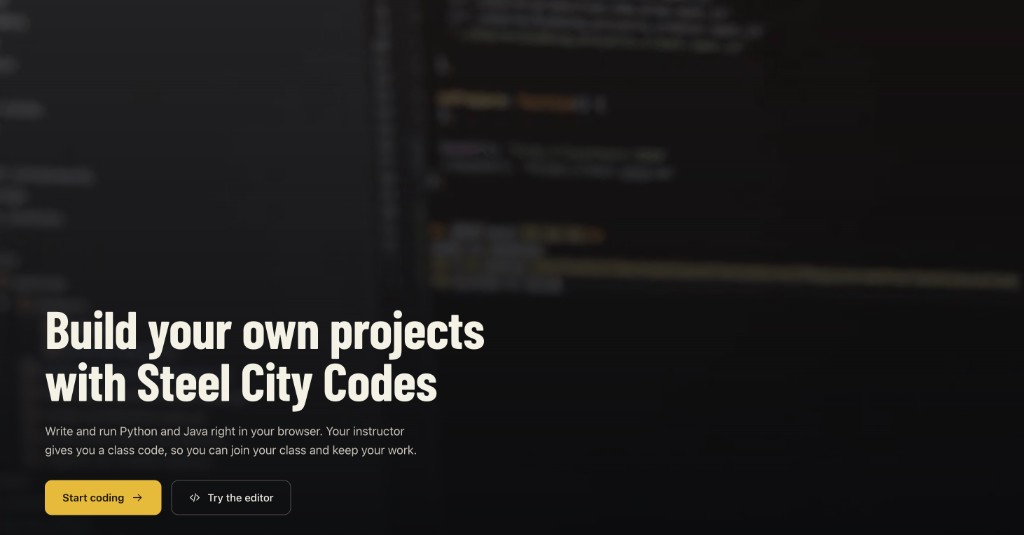 Build your own projects
with Steel City Codes
Write and run Python and Java right in your browser. Your instructor
gives you a class code, so you can join your class and keep your work.
Start coding →
</> Try the editor